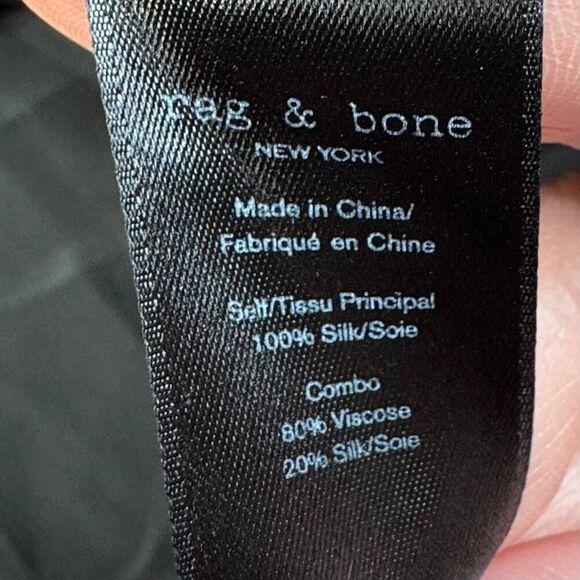 rag & bone
NEW YORK
Made in China/
Fabriqué en Chine
Self/Tissu Principal
100% Silk/Soie
Combo
80% Viscose
20% Silk/Soie